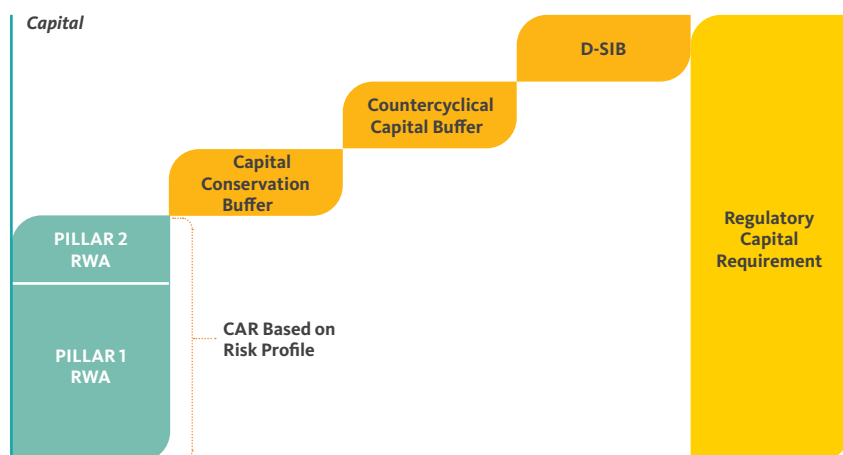 Capital
D-SIB
Countercyclical
Capital Buffer
Capital
Conservation
Buffer
PILLAR 2
RWA
Regulatory
Capital
Requirement
CAR Based on
Risk Profile
PILLAR 1
RWA